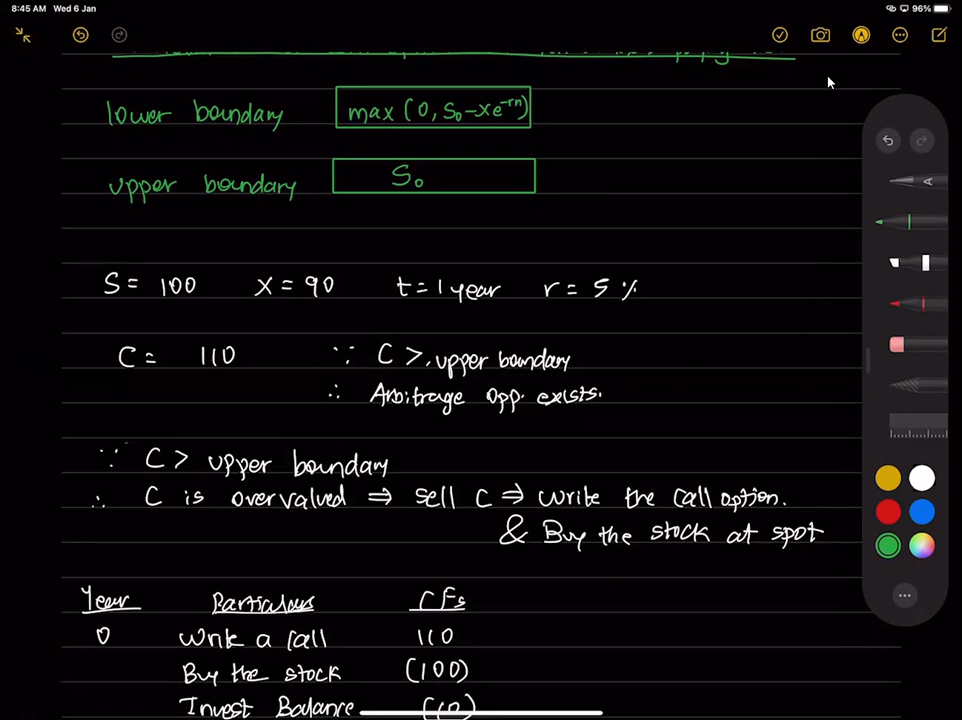 8:45 AM Wed 6 Jan 96%
lower boundary max (0, S₀-xe⁻ʳⁿ)
upper boundary S₀
S = 100 X = 90 t = 1 year r = 5 %
C = 110 ∵ C > upper boundary
∴ Arbitrage Opp. exists.
∵ C > upper boundary
∴ C is overvalued ⇒ sell C ⇒ write the call option.
& Buy the stock at spot
Year Particulars CFs
0 Write a call 110
Buy the stock (100)
Invest Balance (10)
A